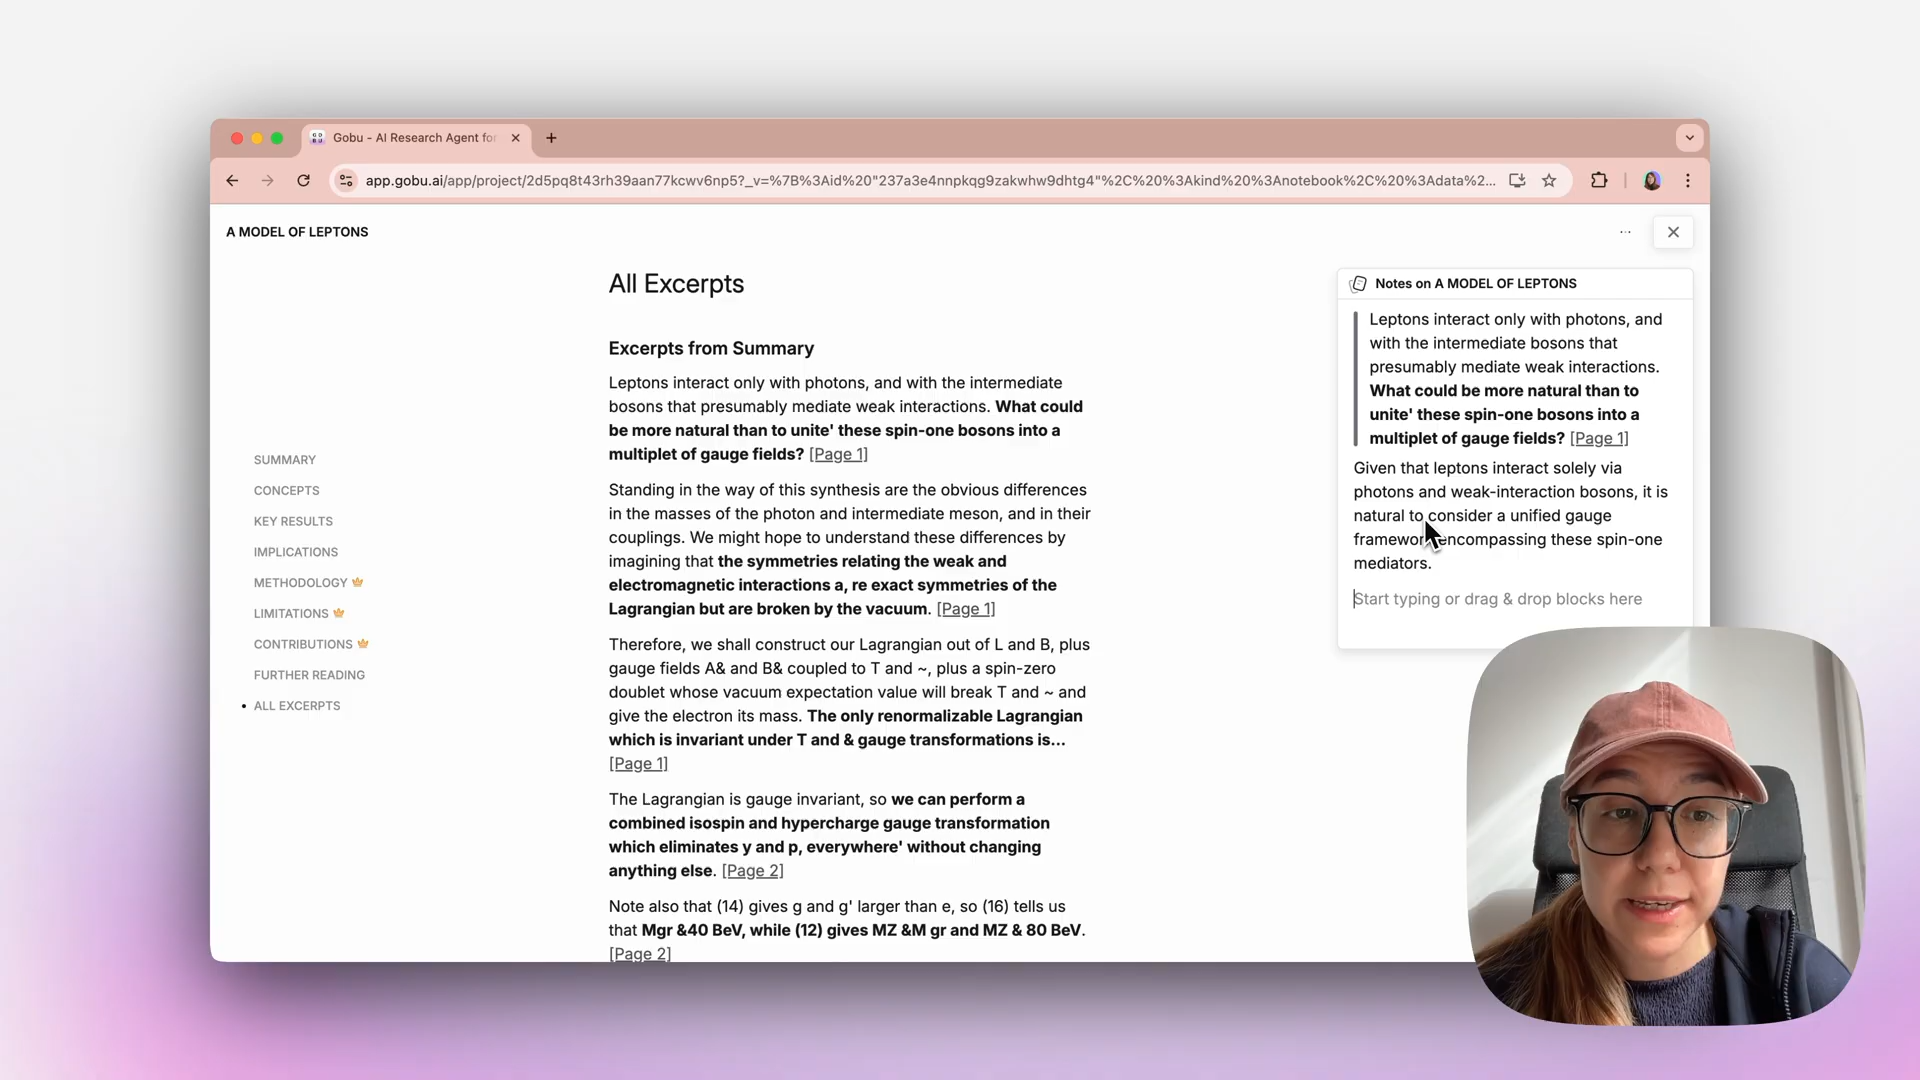 Gobu - AI Research Agent for
app.gobu.ai/app/project/2d5pq8t43rh39aan77kcwv6np5?_v=%7B%3Aid%20"237a3e4nnpkqg9zakwhw9dhtg4"%2C%20%3Akind%20%3Anotebook%2C%20%3Adata%2...
A MODEL OF LEPTONS
SUMMARY
CONCEPTS
KEY RESULTS
IMPLICATIONS
METHODOLOGY
LIMITATIONS
CONTRIBUTIONS
FURTHER READING
• ALL EXCERPTS
All Excerpts
Excerpts from Summary
Leptons interact only with photons, and with the intermediate
bosons that presumably mediate weak interactions. What could
be more natural than to unite' these spin-one bosons into a
multiplet of gauge fields? [Page 1]
Standing in the way of this synthesis are the obvious differences
in the masses of the photon and intermediate meson, and in their
couplings. We might hope to understand these differences by
imagining that the symmetries relating the weak and
electromagnetic interactions a, re exact symmetries of the
Lagrangian but are broken by the vacuum. [Page 1]
Therefore, we shall construct our Lagrangian out of L and B, plus
gauge fields A& and B& coupled to T and ~, plus a spin-zero
doublet whose vacuum expectation value will break T and ~ and
give the electron its mass. The only renormalizable Lagrangian
which is invariant under T and & gauge transformations is...
[Page 1]
The Lagrangian is gauge invariant, so we can perform a
combined isospin and hypercharge gauge transformation
which eliminates y and p, everywhere' without changing
anything else. [Page 2]
Note also that (14) gives g and g' larger than e, so (16) tells us
that Mgr &40 BeV, while (12) gives MZ &M gr and MZ & 80 BeV.
[Page 2]
Notes on A MODEL OF LEPTONS
Leptons interact only with photons, and
with the intermediate bosons that
presumably mediate weak interactions.
What could be more natural than to
unite' these spin-one bosons into a
multiplet of gauge fields? [Page 1]
Given that leptons interact solely via
photons and weak-interaction bosons, it is
natural to consider a unified gauge
framework encompassing these spin-one
mediators.
Start typing or drag & drop blocks here